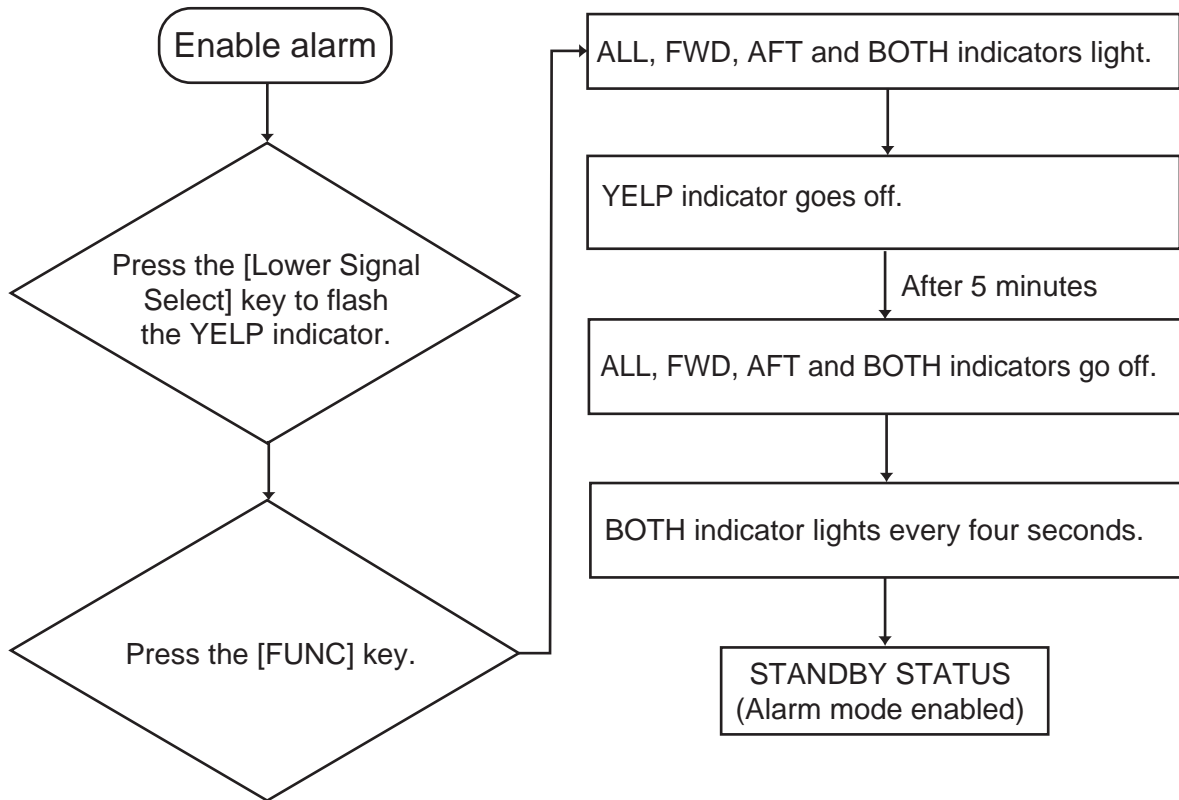 Enable alarm
Press the [Lower Signal
Select] key to flash
the YELP indicator.
Press the [FUNC] key.
ALL, FWD, AFT and BOTH indicators light.
YELP indicator goes off.
After 5 minutes
ALL, FWD, AFT and BOTH indicators go off.
BOTH indicator lights every four seconds.
STANDBY STATUS
(Alarm mode enabled)